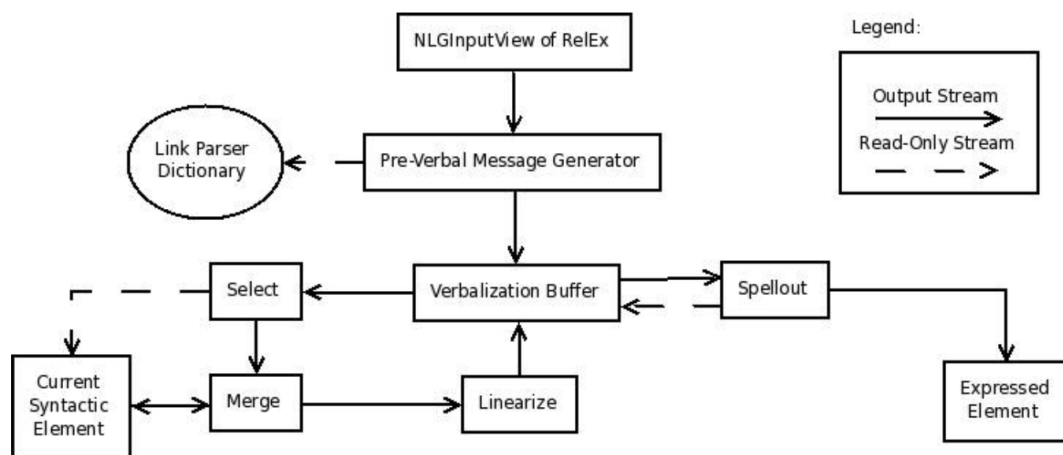 NLGInputView of RelEx
Legend:
Output Stream
Read-Only Stream
Link Parser
Dictionary
Pre-Verbal Message Generator
Select
Verbalization Buffer
Spellout
Current
Syntactic
Element
Merge
Linearize
Expressed
Element